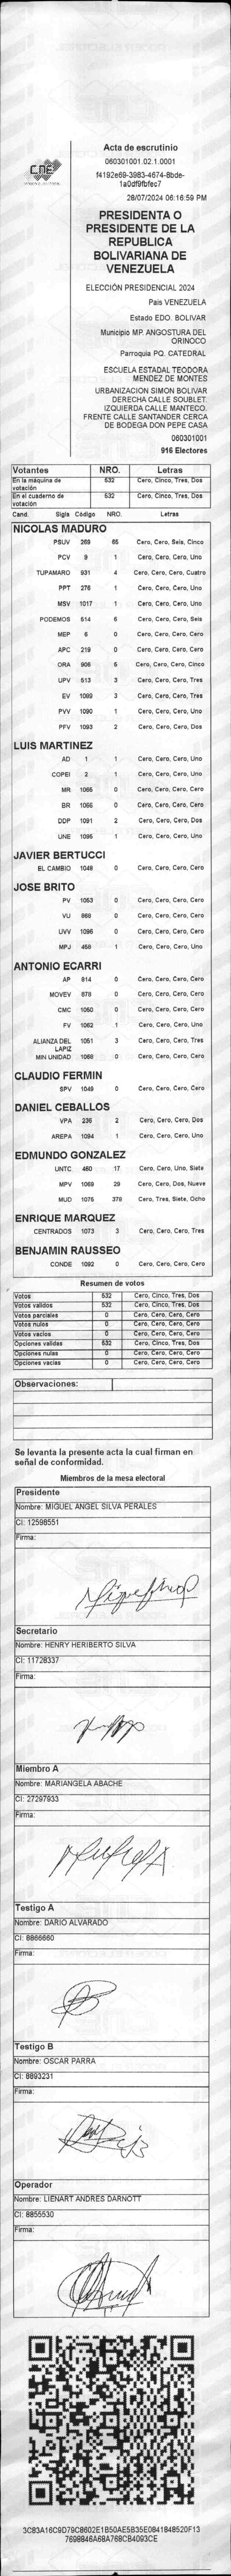 CNE
Acta de escrutinio
060301001.02.1.0001
f4192e69-3983-4674-8bde-
1a0df9fbfec7
28/07/2024 06:16:59 PM
PRESIDENTA O
PRESIDENTE DE LA
REPUBLICA
BOLIVARIANA DE
VENEZUELA
ELECCIÓN PRESIDENCIAL 2024
Pais VENEZUELA
Estado EDO. BOLIVAR
Municipio MP. ANGOSTURA DEL
ORINOCO
Parroquia PQ. CATEDRAL
ESCUELA ESTADAL TEODORA
MENDEZ DE MONTES
URBANIZACION SIMON BOLIVAR
DERECHA CALLE SOUBLET.
IZQUIERDA CALLE MANTECO.
FRENTE CALLE SANTANDER CERCA
DE BODEGA DON PEPE CASA
060301001
916 Electores
Votantes NRO. Letras
En la máquina de votación 532 Cero, Cinco, Tres, Dos
En el cuaderno de votación 532 Cero, Cinco, Tres, Dos
Cand. Sigla Código NRO. Letras
NICOLAS MADURO
PSUV 269 65 Cero, Cero, Seis, Cinco
PCV 9 1 Cero, Cero, Cero, Uno
TUPAMARO 931 4 Cero, Cero, Cero, Cuatro
PPT 276 1 Cero, Cero, Cero, Uno
MSV 1017 1 Cero, Cero, Cero, Uno
PODEMOS 514 6 Cero, Cero, Cero, Seis
MEP 6 0 Cero, Cero, Cero, Cero
APC 219 0 Cero, Cero, Cero, Cero
ORA 906 5 Cero, Cero, Cero, Cinco
UPV 513 3 Cero, Cero, Cero, Tres
EV 1089 3 Cero, Cero, Cero, Tres
PVV 1090 1 Cero, Cero, Cero, Uno
PFV 1093 2 Cero, Cero, Cero, Dos
LUIS MARTINEZ
AD 1 1 Cero, Cero, Cero, Uno
COPEI 2 1 Cero, Cero, Cero, Uno
MR 1065 0 Cero, Cero, Cero, Cero
BR 1066 0 Cero, Cero, Cero, Cero
DDP 1091 2 Cero, Cero, Cero, Dos
UNE 1095 1 Cero, Cero, Cero, Uno
JAVIER BERTUCCI
EL CAMBIO 1048 0 Cero, Cero, Cero, Cero
JOSE BRITO
PV 1053 0 Cero, Cero, Cero, Cero
VU 868 0 Cero, Cero, Cero, Cero
UVV 1096 0 Cero, Cero, Cero, Cero
MPJ 459 1 Cero, Cero, Cero, Uno
ANTONIO ECARRI
AP 814 0 Cero, Cero, Cero, Cero
MOVEV 878 0 Cero, Cero, Cero, Cero
CMC 1050 0 Cero, Cero, Cero, Cero
FV 1062 1 Cero, Cero, Cero, Uno
ALIANZA DEL LAPIZ 1051 3 Cero, Cero, Cero, Tres
MIN UNIDAD 1068 0 Cero, Cero, Cero, Cero
CLAUDIO FERMIN
SPV 1049 0 Cero, Cero, Cero, Cero
DANIEL CEBALLOS
VPA 236 2 Cero, Cero, Cero, Dos
AREPA 1094 1 Cero, Cero, Cero, Uno
EDMUNDO GONZALEZ
UNTC 460 17 Cero, Cero, Uno, Siete
MPV 1069 29 Cero, Cero, Dos, Nueve
MUD 1075 378 Cero, Tres, Siete, Ocho
ENRIQUE MARQUEZ
CENTRADOS 1073 3 Cero, Cero, Cero, Tres
BENJAMIN RAUSSEO
CONDE 1092 0 Cero, Cero, Cero, Cero
Resumen de votos
Votos 532 Cero, Cinco, Tres, Dos
Votos validos 532 Cero, Cinco, Tres, Dos
Votos parciales 0 Cero, Cero, Cero, Cero
Votos nulos 0 Cero, Cero, Cero, Cero
Votos vacios 0 Cero, Cero, Cero, Cero
Opciones validas 532 Cero, Cinco, Tres, Dos
Opciones nulas 0 Cero, Cero, Cero, Cero
Opciones vacias 0 Cero, Cero, Cero, Cero
Observaciones:
Se levanta la presente acta la cual firman en
señal de conformidad.
Miembros de la mesa electoral
Presidente
Nombre: MIGUEL ANGEL SILVA PERALES
CI: 12598551
Firma:
Secretario
Nombre: HENRY HERIBERTO SILVA
CI: 11728337
Firma:
Miembro A
Nombre: MARIANGELA ABACHE
CI: 27297933
Firma:
Testigo A
Nombre: DARIO ALVARADO
CI: 8866660
Firma:
Testigo B
Nombre: OSCAR PARRA
CI: 8893231
Firma:
Operador
Nombre: LIENART ANDRES DARNOTT
CI: 8855530
Firma:
3C83A16C9D79C8602E1B50AE5B35E0841848520F13
7698846A68A768CB4093CE